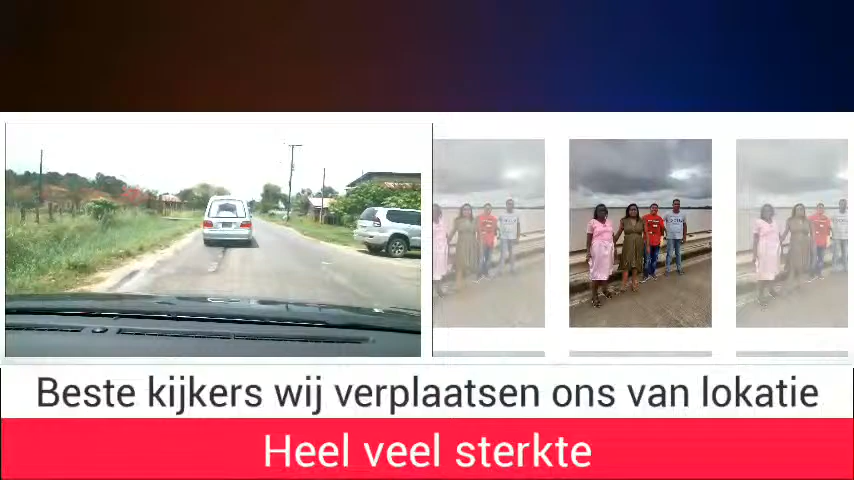 Beste kijkers wij verplaatsen ons van lokatie
Heel veel sterkte